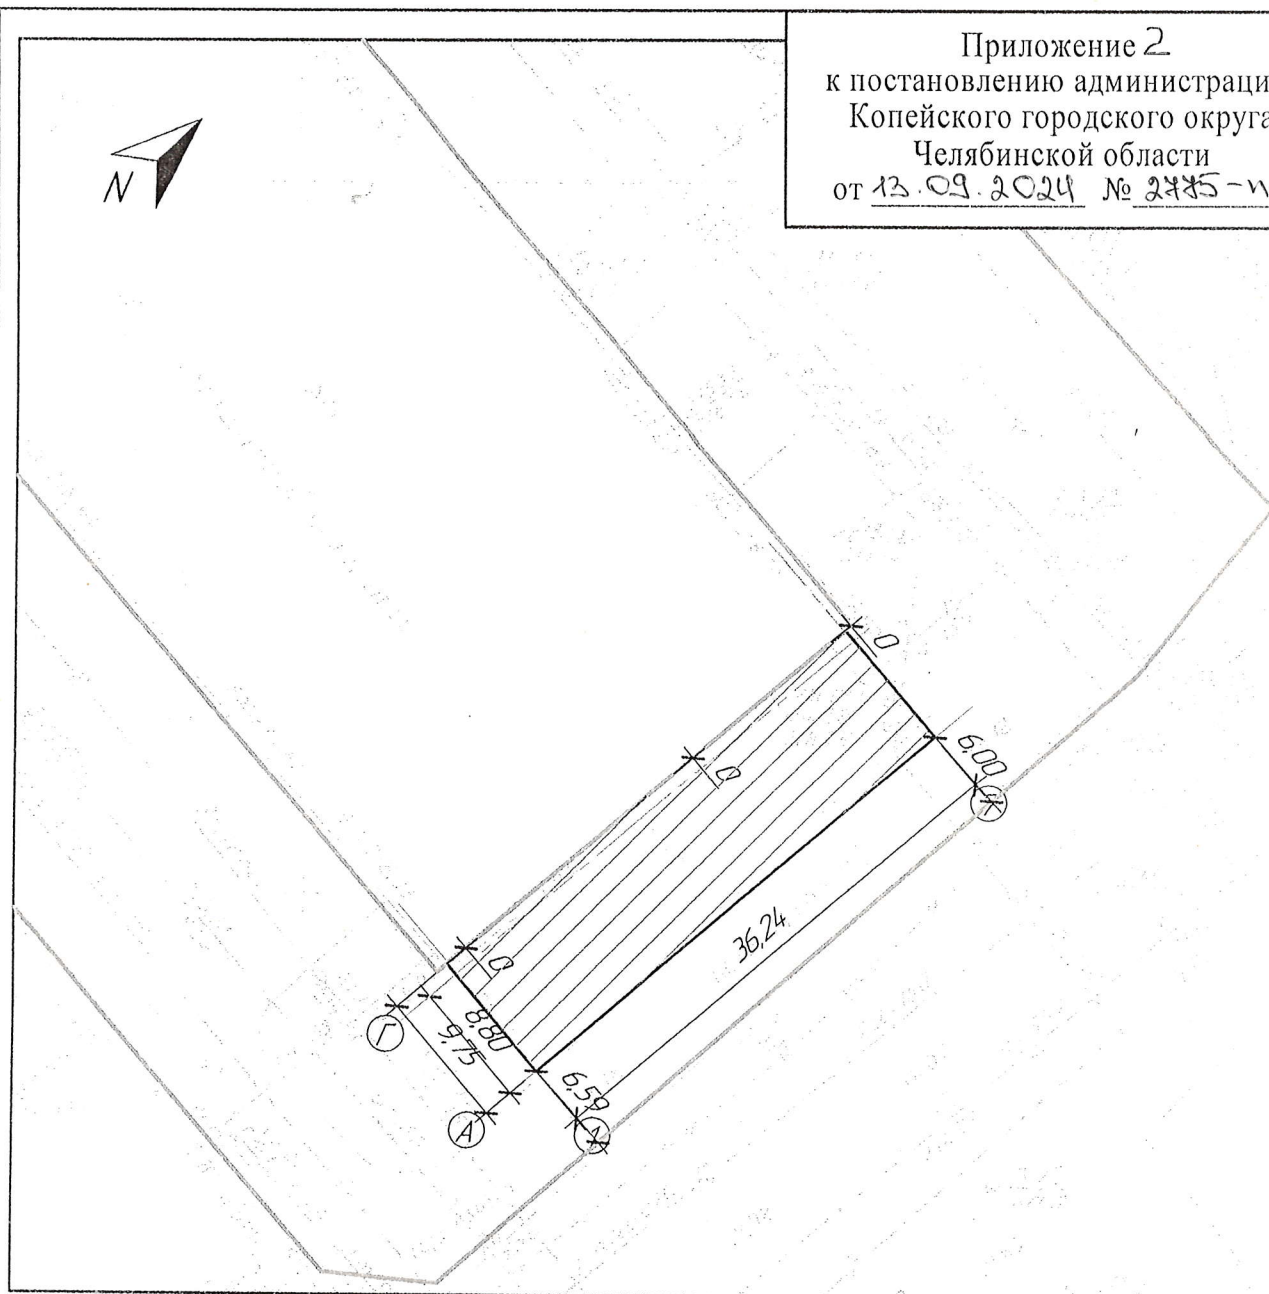 Приложение 2
к постановлению администраци
Копейского городского округа
Челябинской области
от 13.09.2024 № 2775-п
N
0
6,00
Ж
0
36,24
0
Г
8,80
9,75
6,59
А
1